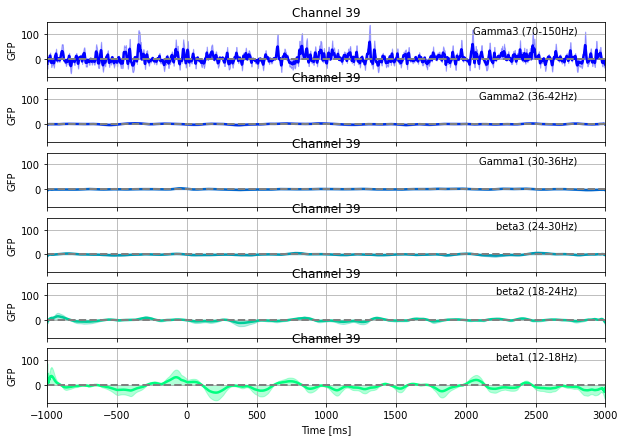 Channel 39
Gamma3 (70-150Hz)
GFP
100
0
Channel 39
Gamma2 (36-42Hz)
GFP
100
0
Channel 39
Gamma1 (30-36Hz)
GFP
100
0
Channel 39
beta3 (24-30Hz)
GFP
100
0
Channel 39
beta2 (18-24Hz)
GFP
100
0
Channel 39
beta1 (12-18Hz)
GFP
100
0
−1000 −500 0 500 1000 1500 2000 2500 3000
Time [ms]